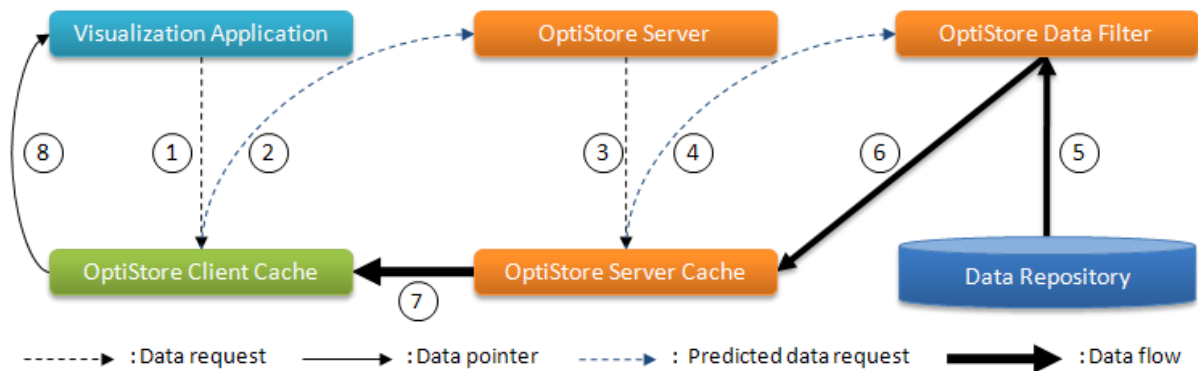 Visualization Application
OptiStore Server
OptiStore Data Filter
8
1
2
3
4
6
5
OptiStore Client Cache
OptiStore Server Cache
Data Repository
7
: Data request
: Data pointer
: Predicted data request
: Data flow